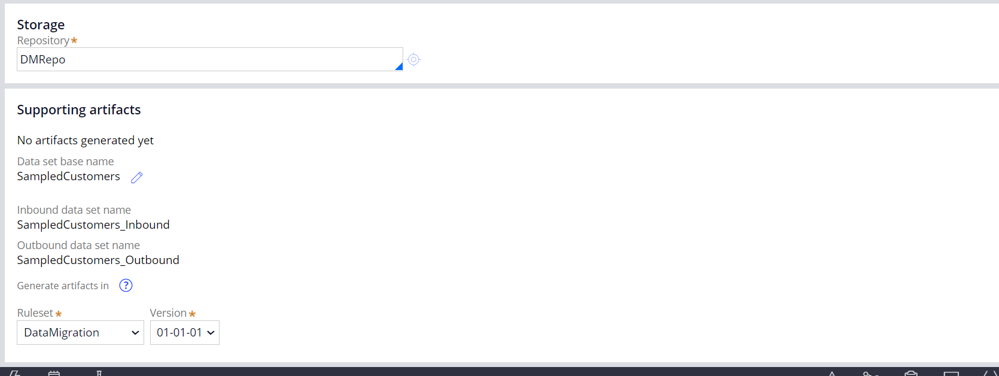 Storage
Repository*
DMRepo
Supporting artifacts
No artifacts generated yet
Data set base name
SampledCustomers
Inbound data set name
SampledCustomers_Inbound
Outbound data set name
SampledCustomers_Outbound
Generate artifacts in ?
Ruleset* Version*
DataMigration 01-01-01